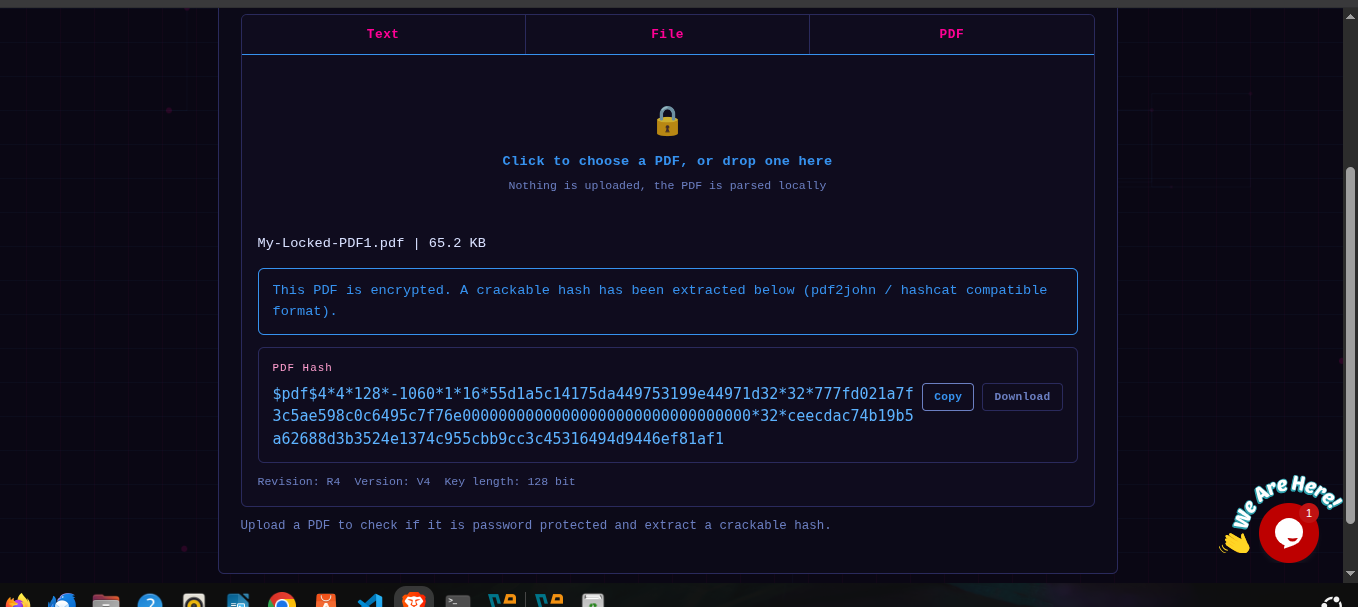 Text
File
PDF
Click to choose a PDF, or drop one here
Nothing is uploaded, the PDF is parsed locally
My-Locked-PDF1.pdf | 65.2 KB
This PDF is encrypted. A crackable hash has been extracted below (pdf2john / hashcat compatible
format).
PDF Hash
$pdf$4*4*128*-1060*1*16*55d1a5c14175da449753199e44971d32*32*777fd021a7f
3c5ae598c0c6495c7f76e00000000000000000000000000000000*32*ceecdac74b19b5
a62688d3b3524e1374c955cbb9cc3c45316494d9446ef81af1
Copy
Download
Revision: R4 Version: V4 Key length: 128 bit
Upload a PDF to check if it is password protected and extract a crackable hash.
We Are Here!
1